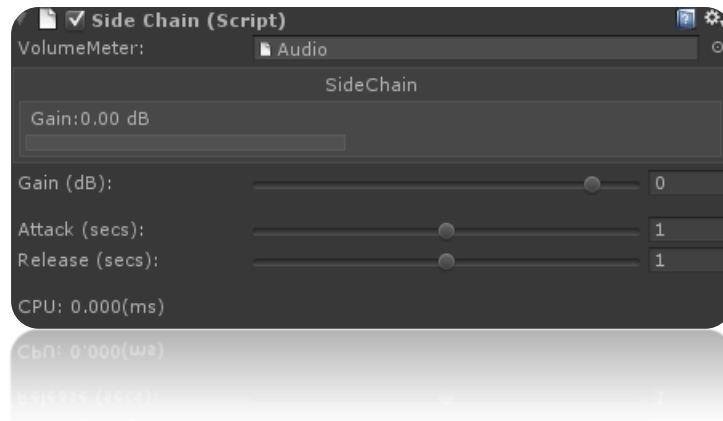 Side Chain (Script)
VolumeMeter: Audio
SideChain
Gain:0.00 dB
Gain (dB): 0
Attack (secs): 1
Release (secs): 1
CPU: 0.000(ms)